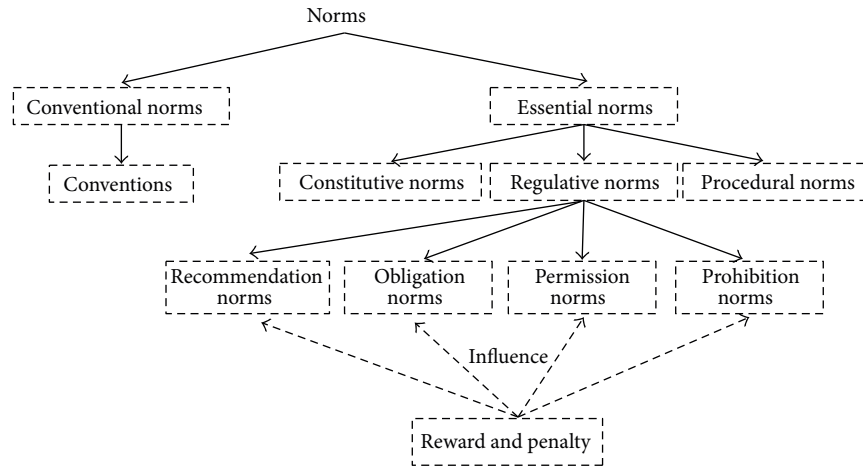 Norms
Conventional norms
Essential norms
Conventions
Constitutive norms
Regulative norms
Procedural norms
Recommendation
norms
Obligation
norms
Permission
norms
Prohibition
norms
Influence
Reward and penalty